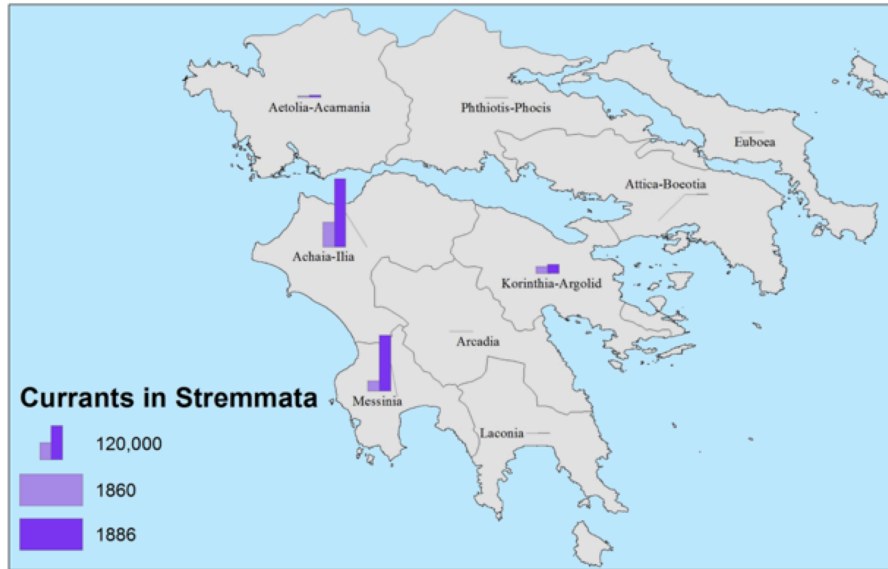 Aetolia-Acarnania
Phthiotis-Phocis
Euboea
Attica-Boeotia
Achaia-Ilia
Korinthia-Argolid
Arcadia
Messinia
Laconia
Currants in Stremmata
120,000
1860
1886